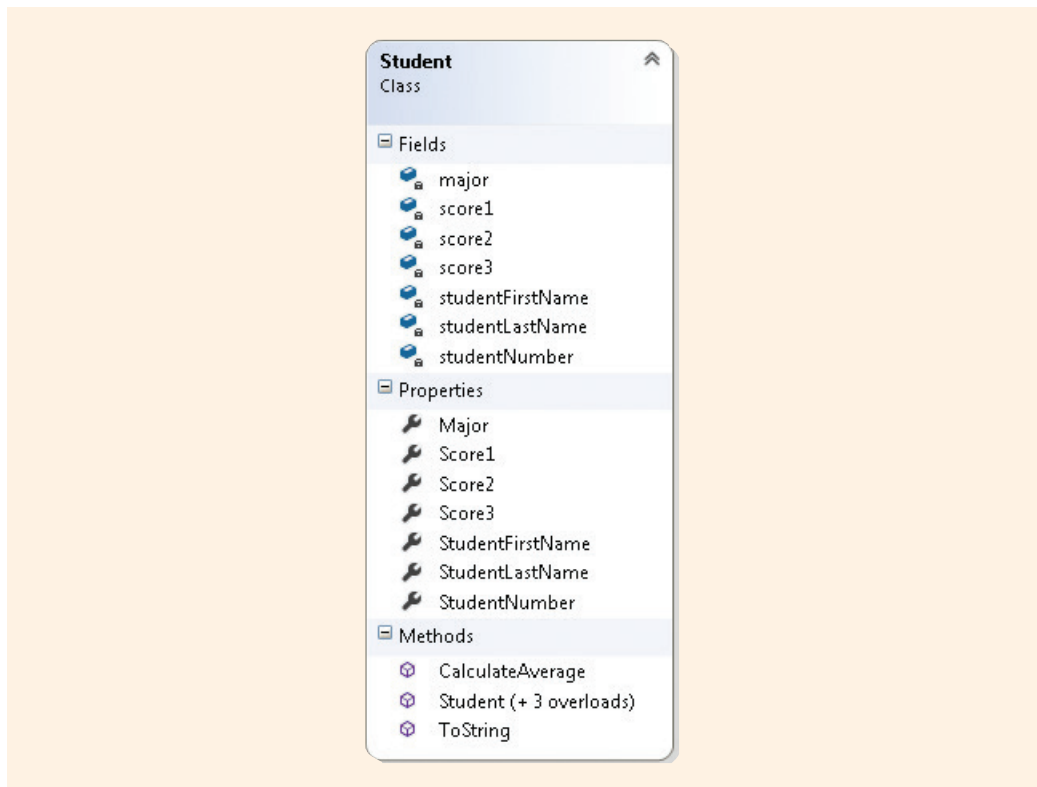 Student
Class
Fields
major
score1
score2
score3
studentFirstName
studentLastName
studentNumber
Properties
Major
Score1
Score2
Score3
StudentFirstName
StudentLastName
StudentNumber
Methods
CalculateAverage
Student (+ 3 overloads)
ToString